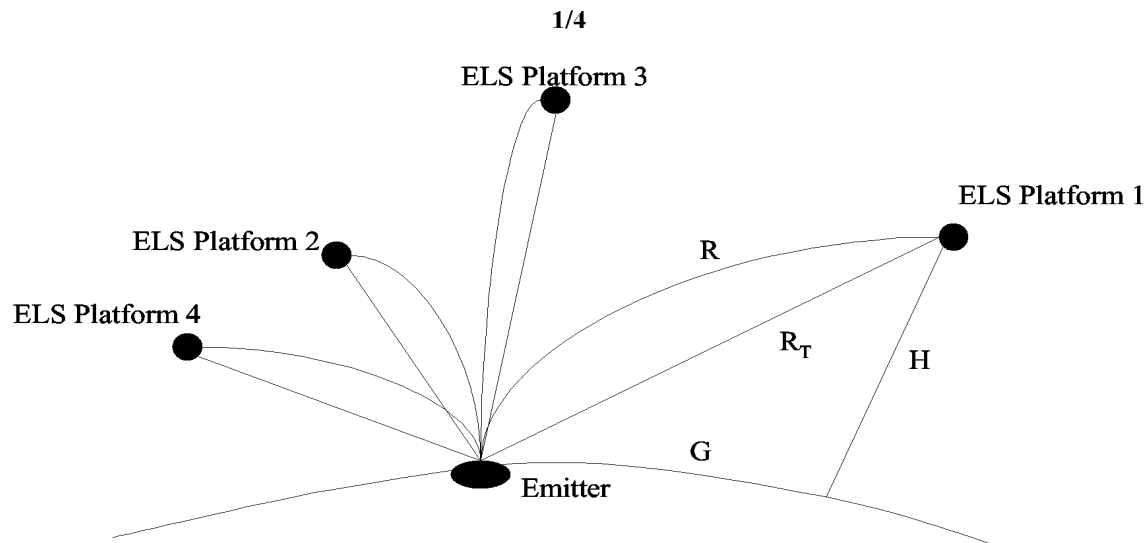 1/4
ELS Platform 3
ELS Platform 1
ELS Platform 2
R
ELS Platform 4
R_T
H
G
Emitter